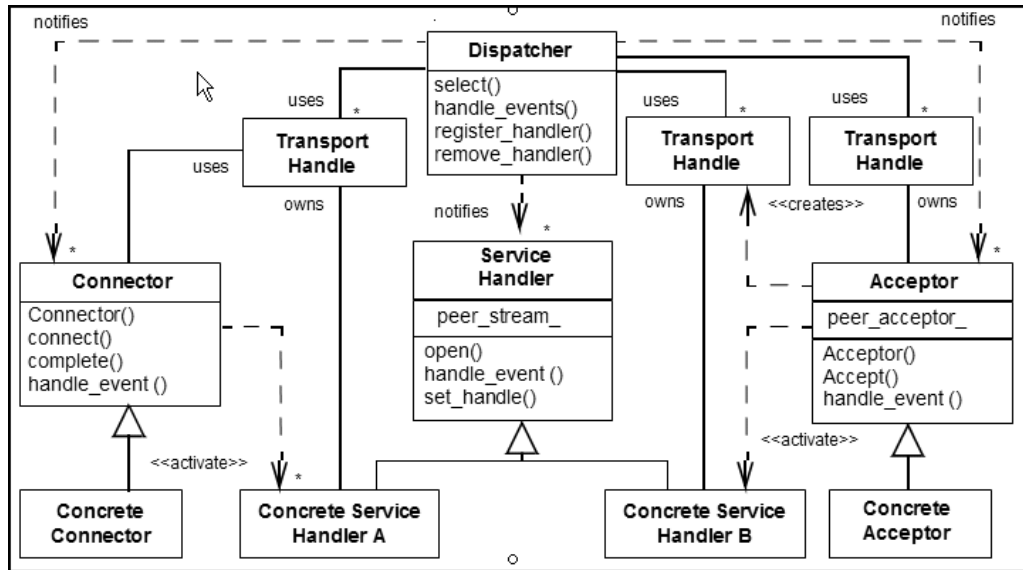 notifies
notifies
Dispatcher
select()
handle_events()
register_handler()
remove_handler()
uses
*
uses
*
uses
*
Transport
Handle
Transport
Handle
Transport
Handle
uses
owns
notifies
*
owns
<<creates>>
owns
*
*
Connector
Connector()
connect()
complete()
handle_event ()
Service
Handler
peer_stream_
open()
handle_event ()
set_handle()
Acceptor
peer_acceptor_
Acceptor()
Accept()
handle_event ()
<<activate>>
*
<<activate>>
Concrete
Connector
Concrete Service
Handler A
Concrete Service
Handler B
Concrete
Acceptor